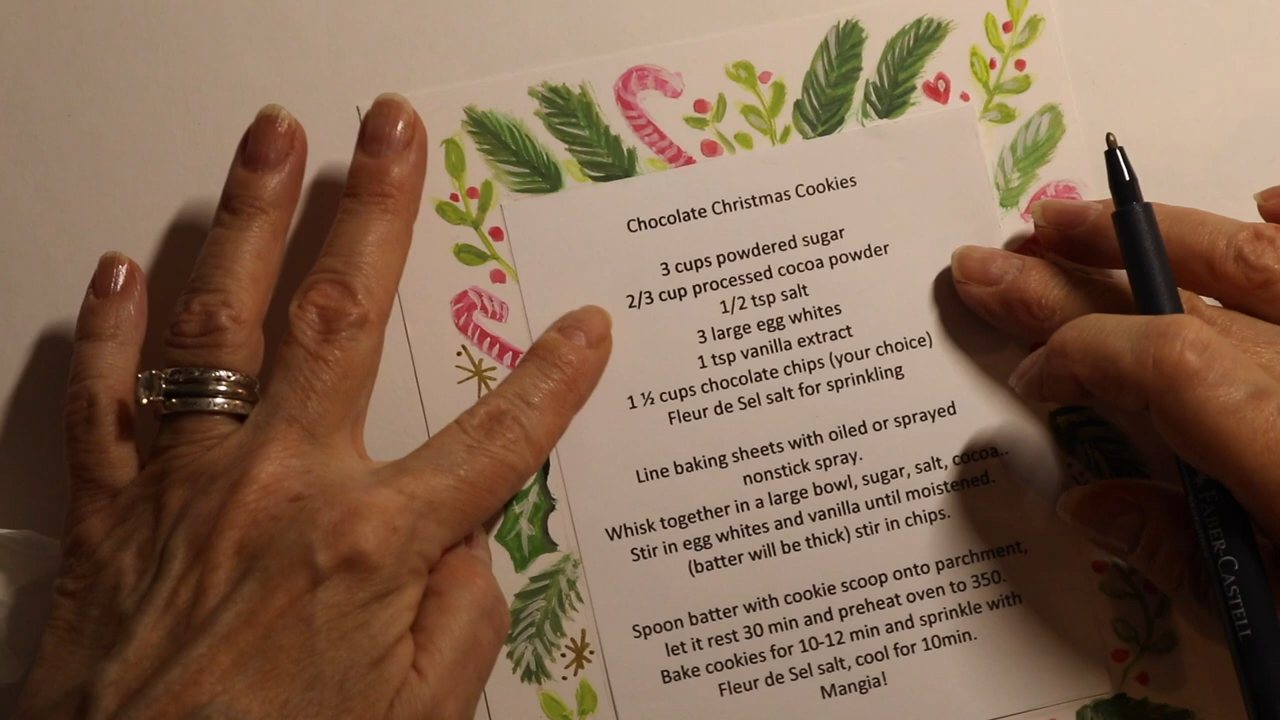 Chocolate Christmas Cookies
3 cups powdered sugar
2/3 cup processed cocoa powder
1/2 tsp salt
3 large egg whites
1 tsp vanilla extract
1 ½ cups chocolate chips (your choice)
Fleur de Sel salt for sprinkling
Line baking sheets with oiled or sprayed
nonstick spray.
Whisk together in a large bowl, sugar, salt, cocoa..
Stir in egg whites and vanilla until moistened.
(batter will be thick) stir in chips.
Spoon batter with cookie scoop onto parchment,
let it rest 30 min and preheat oven to 350.
Bake cookies for 10-12 min and sprinkle with
Fleur de Sel salt, cool for 10min.
Mangia!
FABER-CASTELL